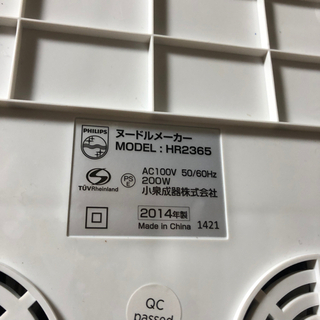 PHILIPS
ヌードルメーカー
MODEL : HR2365
TÜVRheinland
PS
E
AC100V 50/60Hz
200W
小泉成器株式会社
2014年製
Made in China 1421
QC
passed